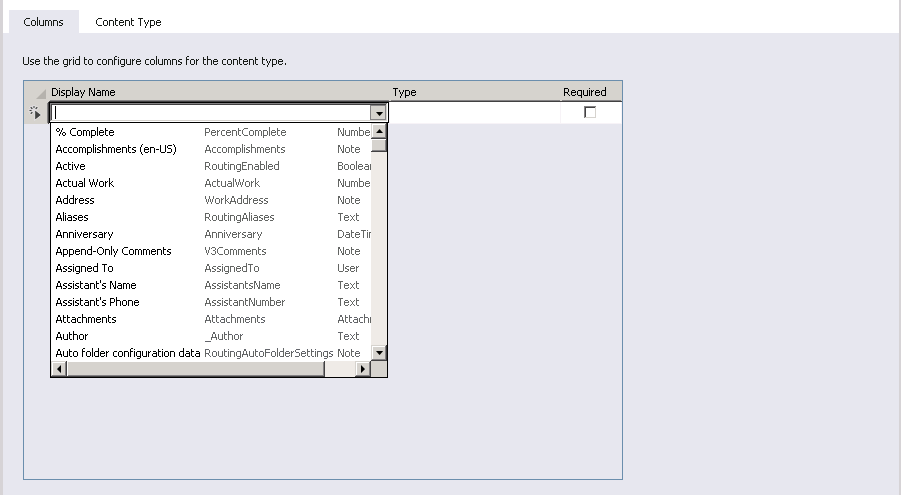 Columns Content Type
Use the grid to configure columns for the content type.
Display Name Type Required
% Complete PercentComplete Numbe
Accomplishments (en-US) Accomplishments Note
Active RoutingEnabled Boolea
Actual Work ActualWork Numbe
Address WorkAddress Note
Aliases RoutingAliases Text
Anniversary Anniversary DateTi
Append-Only Comments V3Comments Note
Assigned To AssignedTo User
Assistant's Name AssistantsName Text
Assistant's Phone AssistantNumber Text
Attachments Attachments Attach
Author _Author Text
Auto folder configuration data RoutingAutoFolderSettings Note